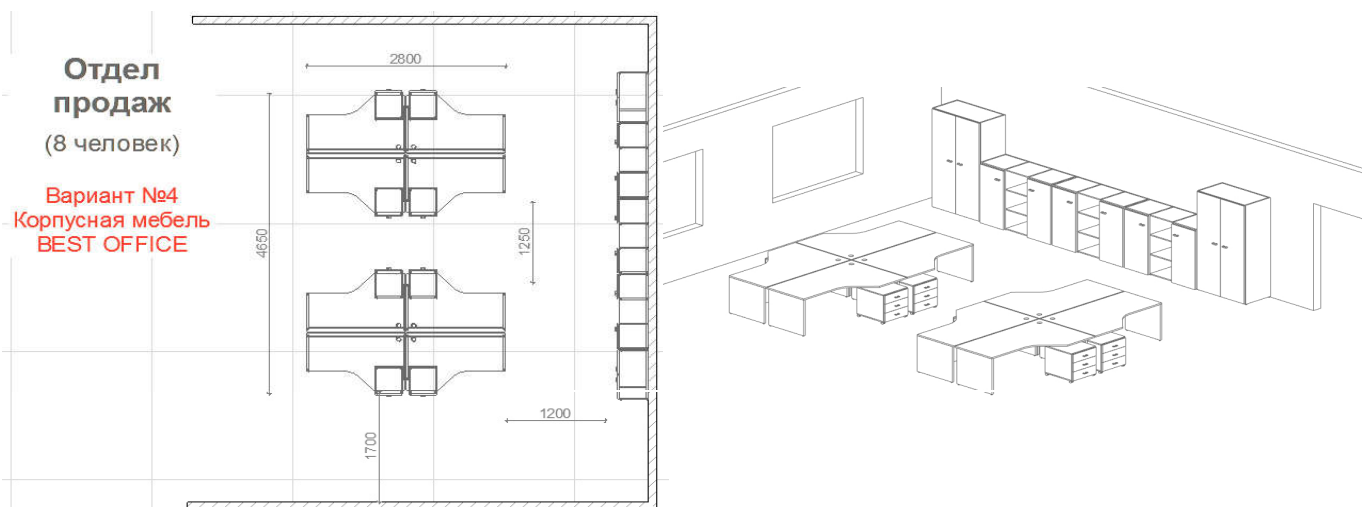 Отдел
продаж
(8 человек)
Вариант №4
Корпусная мебель
BEST OFFICE
2800
4650
1250
1200
1700